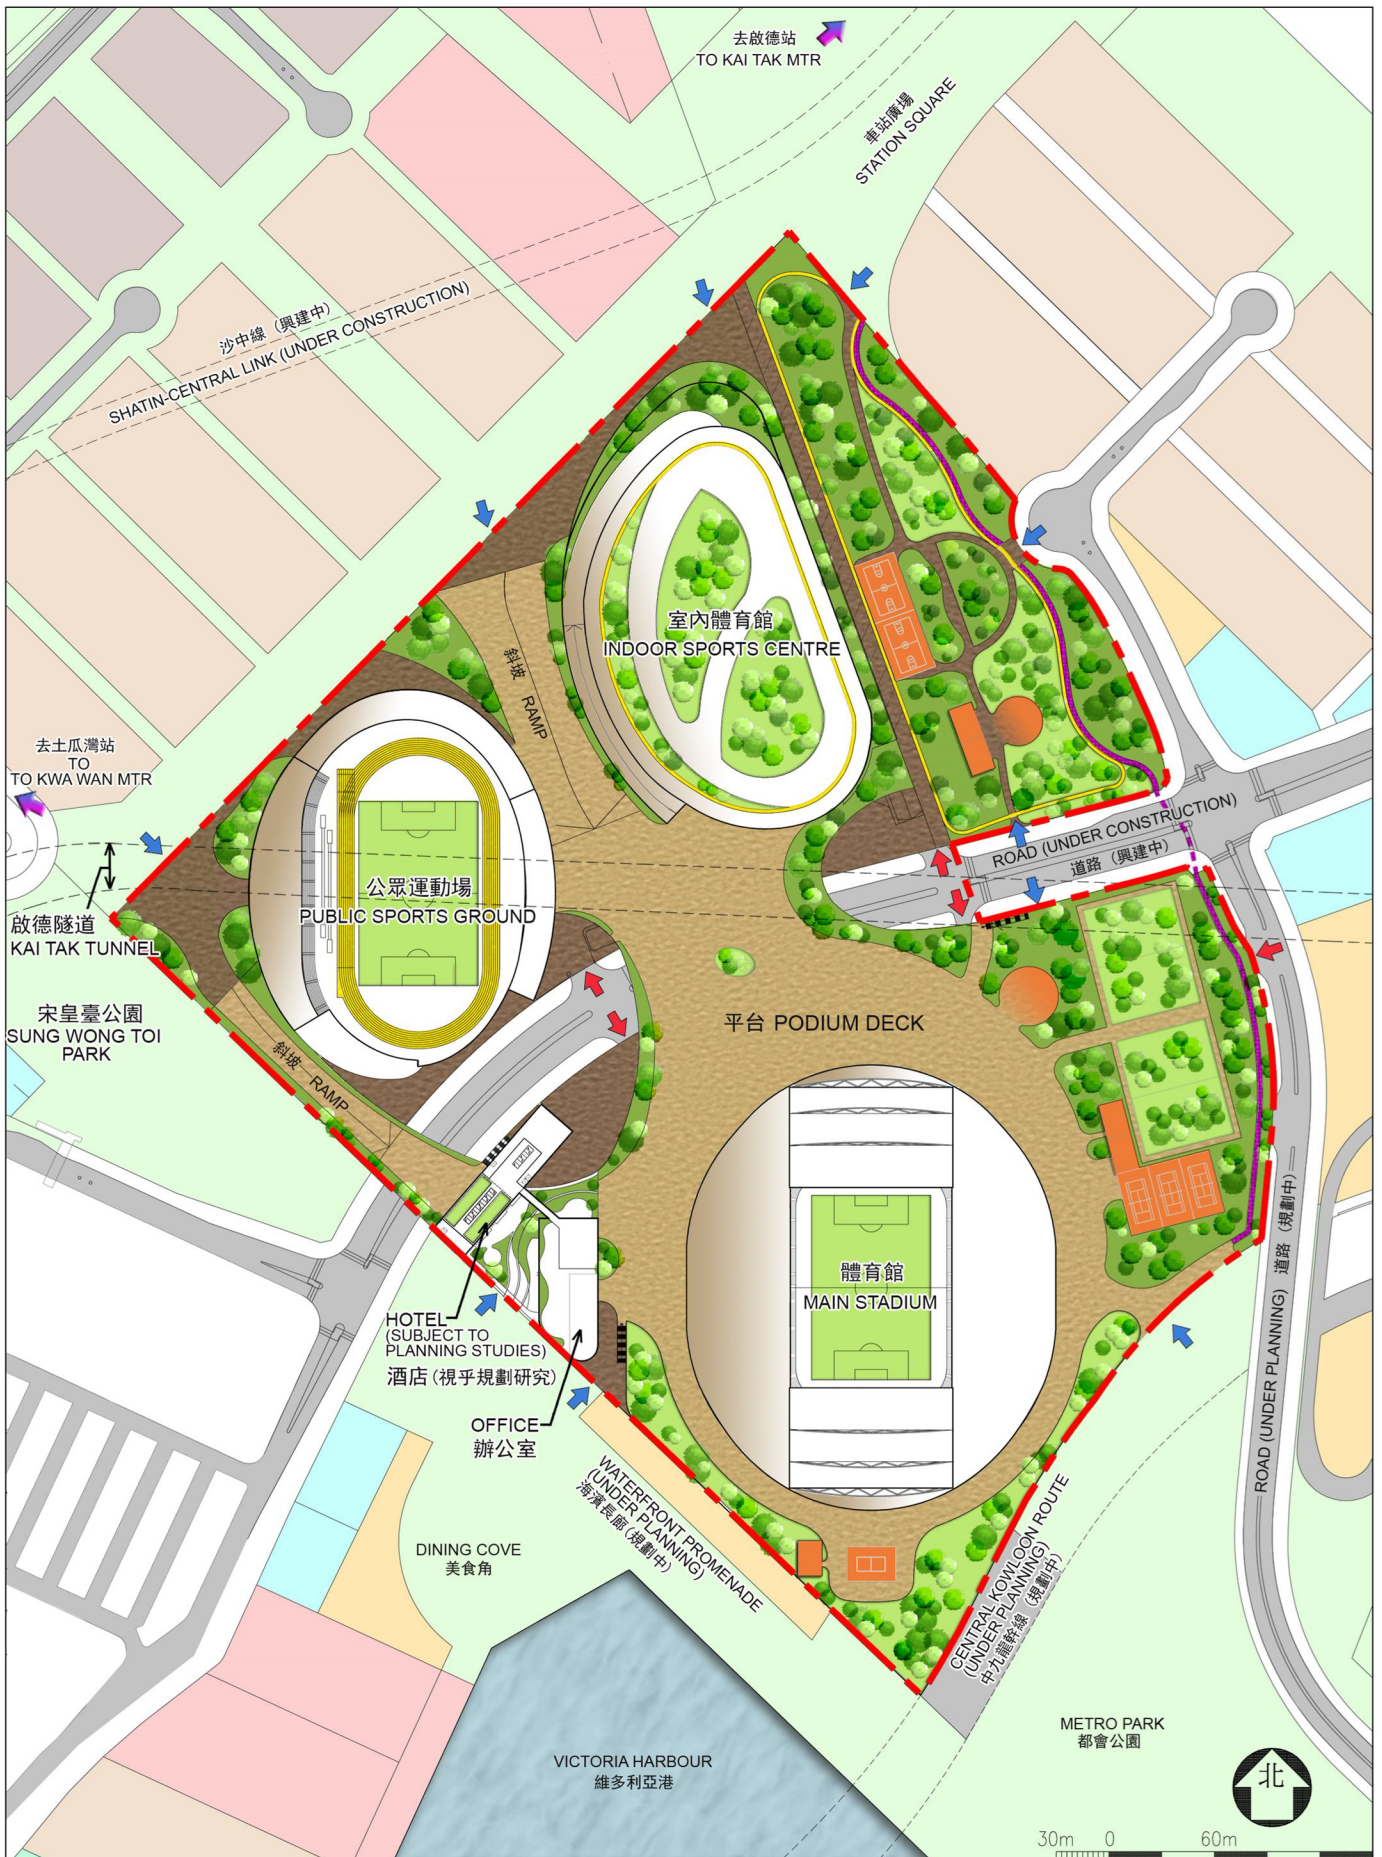 去啟德站
TO KAI TAK MTR
車站廣場
STATION SQUARE
沙中線 (興建中)
SHATIN-CENTRAL LINK (UNDER CONSTRUCTION)
室內體育館
INDOOR SPORTS CENTRE
斜坡 RAMP
去土瓜灣站
TO
TO KWA WAN MTR
ROAD (UNDER CONSTRUCTION)
道路 (興建中)
公眾運動場
PUBLIC SPORTS GROUND
啟德隧道
KAI TAK TUNNEL
宋皇臺公園
SUNG WONG TOI
PARK
平台 PODIUM DECK
斜坡 RAMP
體育館
MAIN STADIUM
ROAD (UNDER PLANNING) 道路 (規劃中)
HOTEL
(SUBJECT TO
PLANNING STUDIES)
酒店 (視乎規劃研究)
OFFICE
辦公室
WATERFRONT PROMENADE
(UNDER PLANNING)
海濱長廊 (規劃中)
CENTRAL KOWLOON ROUTE
(UNDER PLANNING)
中九龍幹線 (規劃中)
DINING COVE
美食角
METRO PARK
都會公園
VICTORIA HARBOUR
維多利亞港
北
30m 0 60m